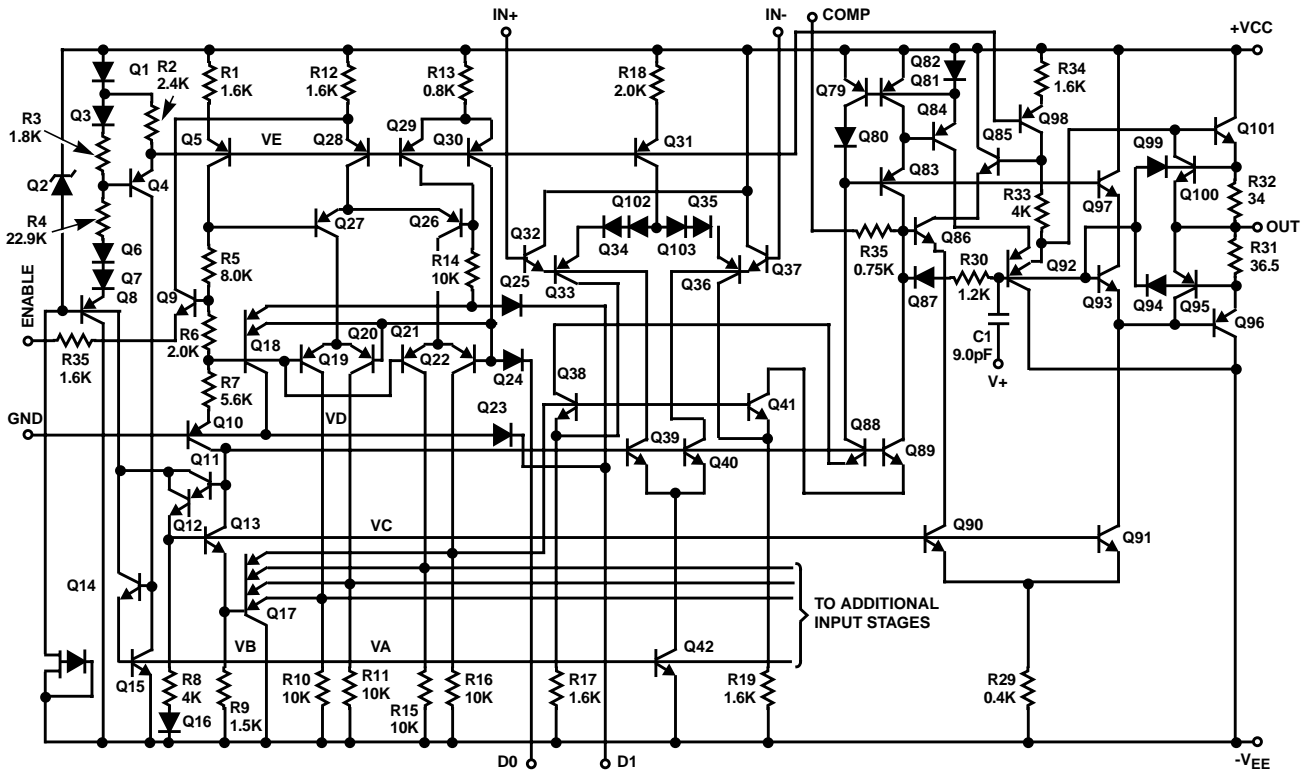 IN+
IN-
COMP
+VCC
Q1
R2
2.4K
R1
1.6K
R12
1.6K
R13
0.8K
R18
2.0K
Q82
Q81
Q79
R34
1.6K
R3
1.8K
Q3
Q5
VE
Q28
Q29
Q30
Q31
Q80
Q84
Q85
Q98
Q99
Q101
Q2
Q4
Q83
Q100
R32
34
R4
22.9K
Q27
Q26
Q102
Q35
Q32
Q34
Q103
R33
4K
Q97
OUT
Q6
Q7
Q8
R5
8.0K
R14
10K
Q25
Q33
Q36
Q37
R35
0.75K
Q86
R30
1.2K
Q92
R31
36.5
ENABLE
Q9
Q87
Q93
Q94
Q95
Q96
R35
1.6K
R6
2.0K
Q18
Q19
Q20
Q21
Q22
Q24
C1
9.0pF
V+
R7
5.6K
Q38
Q41
GND
Q10
VD
Q23
Q39
Q40
Q88
Q89
Q11
Q12
Q13
VC
Q90
Q91
Q14
Q17
TO ADDITIONAL
INPUT STAGES
VB
VA
Q42
Q15
R8
4K
Q16
R9
1.5K
R10
10K
R11
10K
R15
10K
R16
10K
R17
1.6K
R19
1.6K
R29
0.4K
D0
D1
-VEE